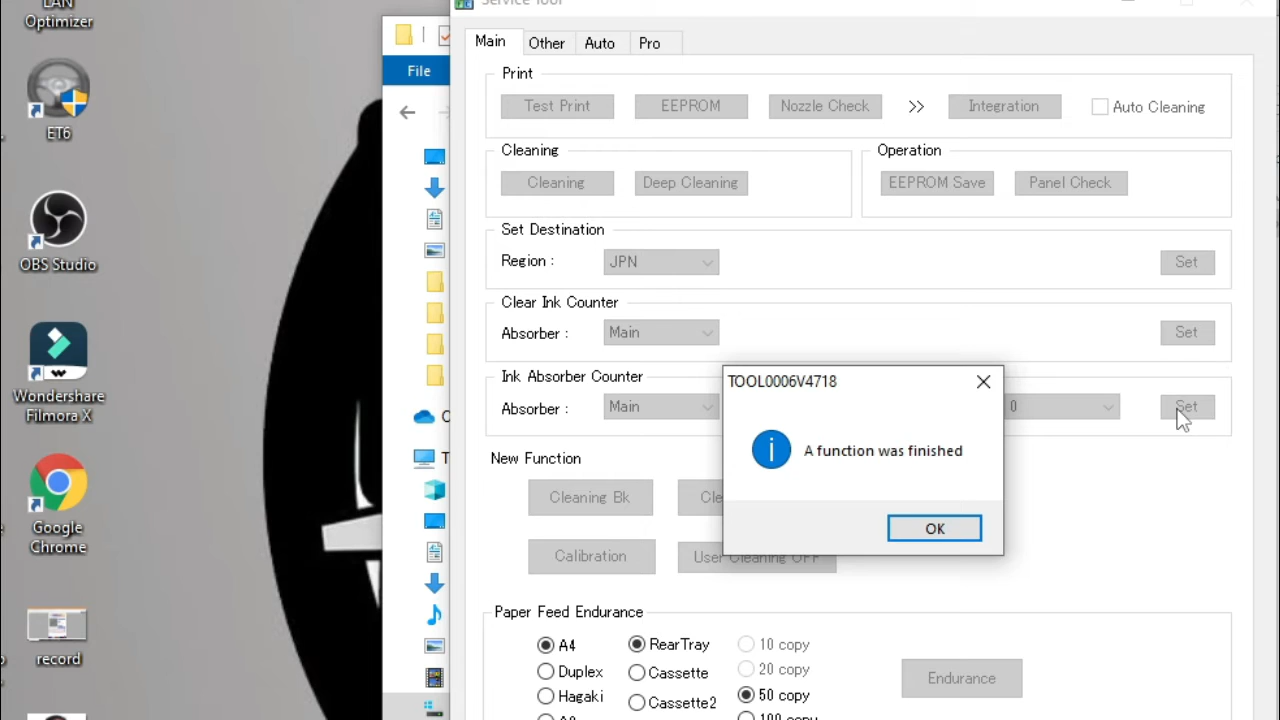 LAN
Optimizer
ET6
OBS Studio
Wondershare
Filmora X
Google
Chrome
record
File
Service Tool
Main Other Auto Pro
Print
Test Print EEPROM Nozzle Check >> Integration Auto Cleaning
Cleaning
Cleaning Deep Cleaning
Operation
EEPROM Save Panel Check
Set Destination
Region : JPN Set
Clear Ink Counter
Absorber : Main Set
Ink Absorber Counter
Absorber : Main 0 Set
TOOL0006V4718
A function was finished
OK
New Function
Cleaning Bk Cle
Calibration User Cleaning OFF
Paper Feed Endurance
A4 RearTray 10 copy
Duplex Cassette 20 copy
Hagaki Cassette2 50 copy
100 copy
Endurance